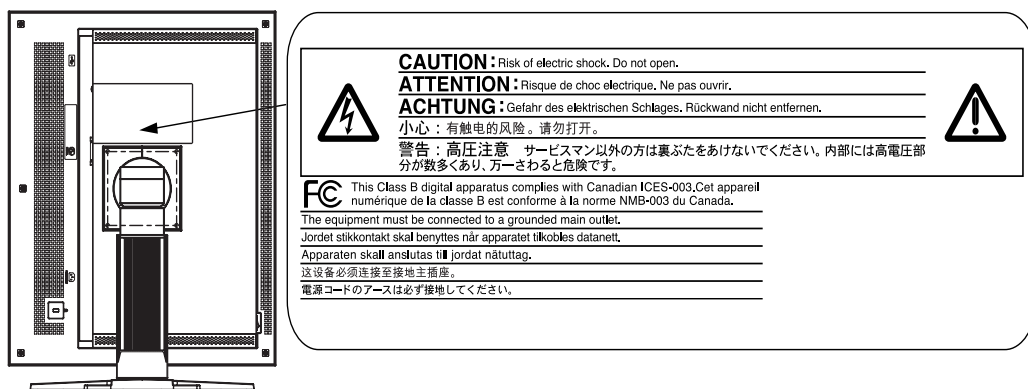 CAUTION : Risk of electric shock. Do not open.
ATTENTION : Risque de choc electrique. Ne pas ouvrir.
ACHTUNG : Gefahr des elektrischen Schlages. Rückwand nicht entfernen.
小心 : 有触电的风险。请勿打开。
警告 : 高圧注意 サービスマン以外の方は裏ぶたをあけないでください。内部には高電圧部
分が数多くあり、万一さわると危険です。
FC This Class B digital apparatus complies with Canadian ICES-003.Cet appareil
numérique de la classe B est conforme à la norme NMB-003 du Canada.
The equipment must be connected to a grounded main outlet.
Jordet stikkontakt skal benyttes når apparatet tilkobles datanett.
Apparaten skall anslutas till jordat nätuttag.
这设备必须连接至接地主插座。
電源コードのアースは必ず接地してください。